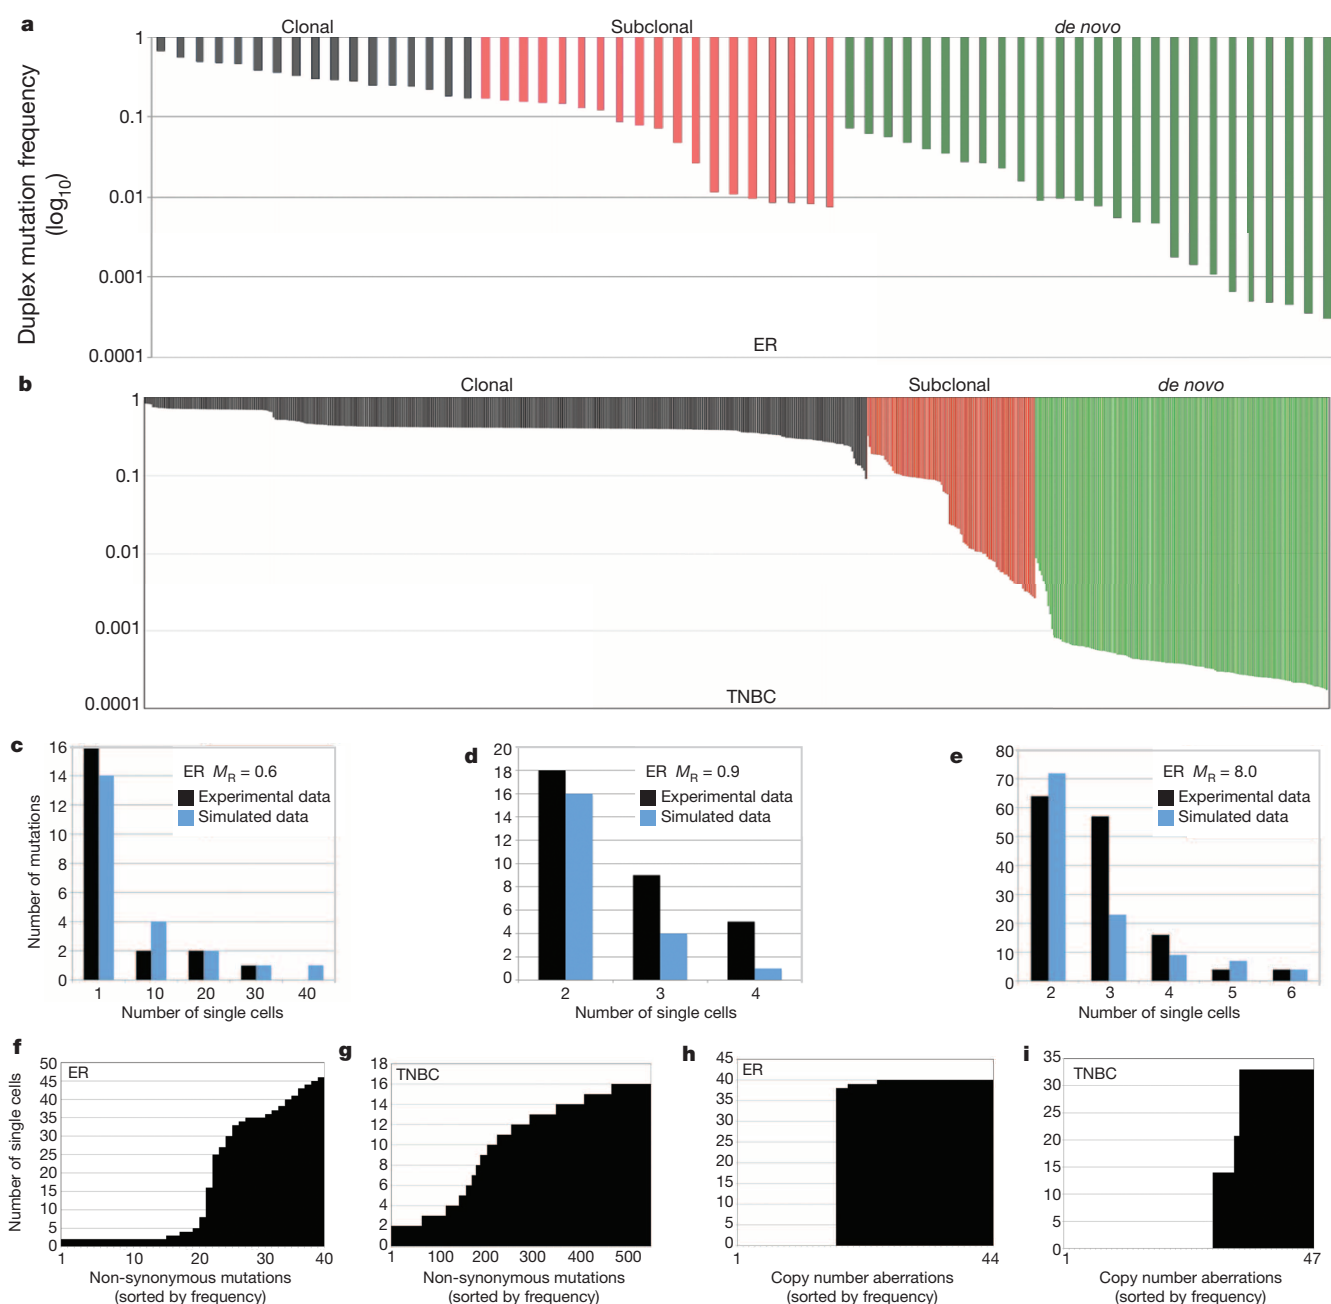 a
Clonal
Subclonal
de novo
Duplex mutation frequency
(log10)
1
0.1
0.01
0.001
0.0001
ER
b
Clonal
Subclonal
de novo
1
0.1
0.01
0.001
0.0001
TNBC
c
Number of mutations
16
14
12
10
8
6
4
2
0
ER MR = 0.6
Experimental data
Simulated data
1 10 20 30 40
Number of single cells
d
20
18
16
14
12
10
8
6
4
2
0
ER MR = 0.9
Experimental data
Simulated data
2 3 4
Number of single cells
e
80
70
60
50
40
30
20
10
0
ER MR = 8.0
Experimental data
Simulated data
2 3 4 5 6
Number of single cells
f
Number of single cells
50
45
40
35
30
25
20
15
10
5
0
ER
1 10 20 30 40
Non-synonymous mutations
(sorted by frequency)
g
18
16
14
12
10
8
6
4
2
0
TNBC
1 100 200 300 400 500
Non-synonymous mutations
(sorted by frequency)
h
45
40
35
30
25
20
15
10
5
0
ER
1 44
Copy number aberrations
(sorted by frequency)
i
35
30
25
20
15
10
5
0
TNBC
1 47
Copy number aberrations
(sorted by frequency)